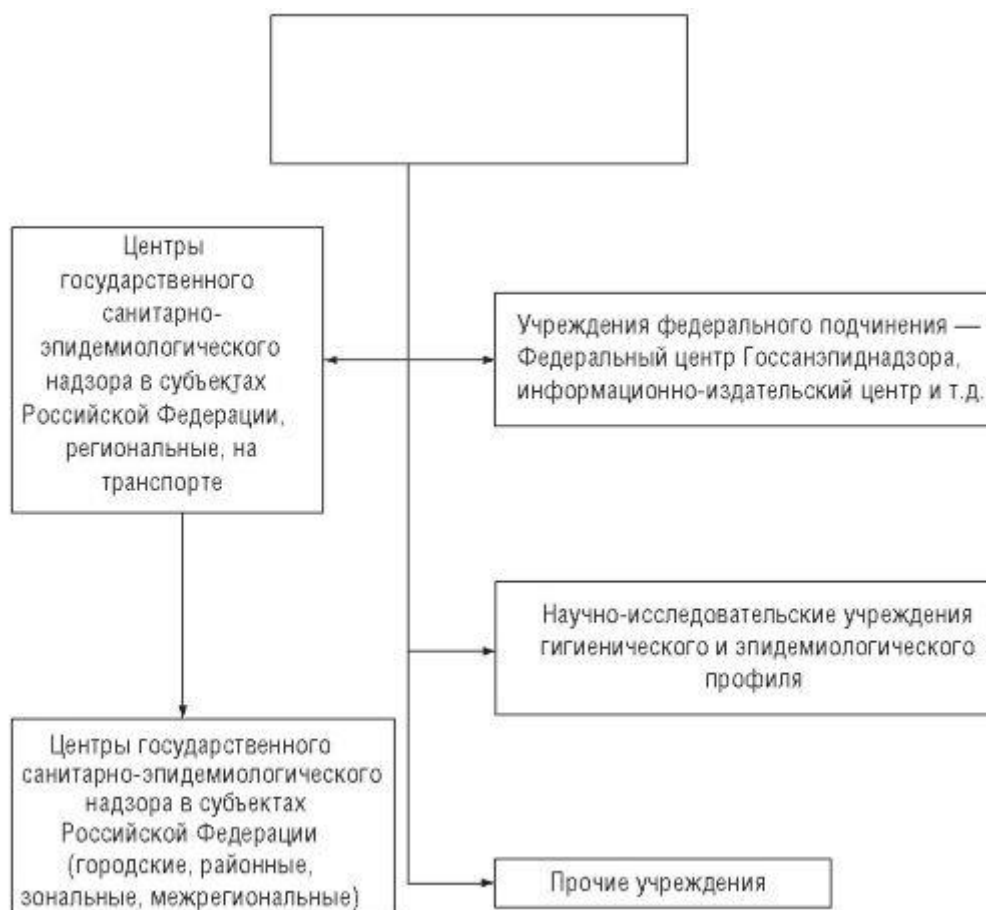 Центры
государственного
санитарно-
эпидемиологического
надзора в субъектах
Российской Федерации,
региональные, на
транспорте
Учреждения федерального подчинения —
Федеральный центр Госсанэпиднадзора,
информационно-издательский центр и т.д.
Научно-исследовательские учреждения
гигиенического и эпидемиологического
профиля
Центры государственного
санитарно-эпидемиологического
надзора в субъектах
Российской Федерации
(городские, районные,
зональные, межрегиональные)
Прочие учреждения